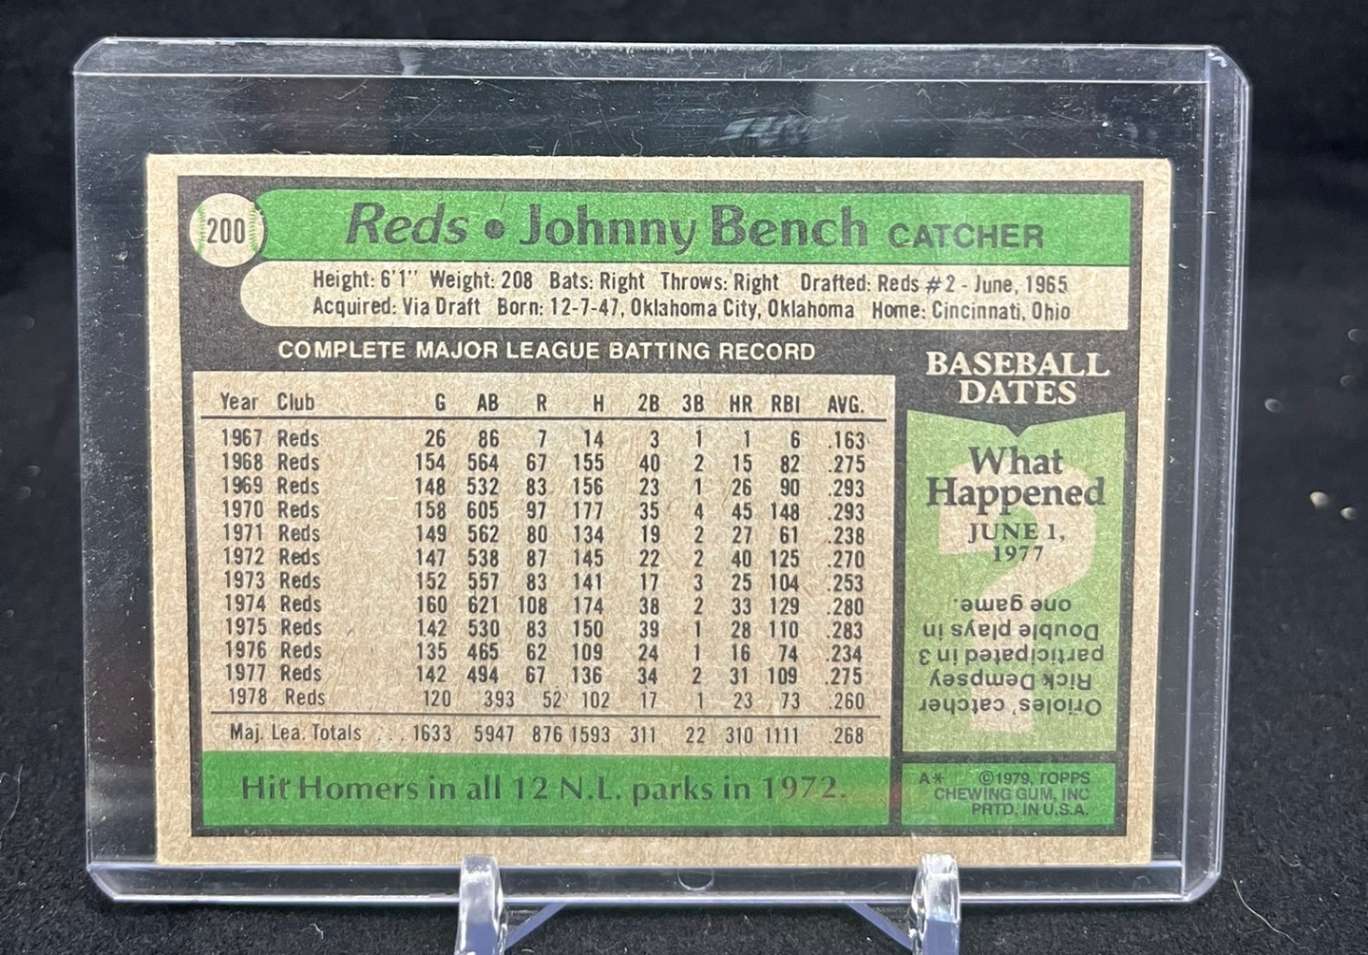 200
Reds • Johnny Bench CATCHER
Height: 6'1" Weight: 208 Bats: Right Throws: Right Drafted: Reds #2 - June, 1965
Acquired: Via Draft Born: 12-7-47, Oklahoma City, Oklahoma Home: Cincinnati, Ohio
COMPLETE MAJOR LEAGUE BATTING RECORD
Year Club G AB R H 2B 3B HR RBI AVG.
1967 Reds 26 86 7 14 3 1 1 6 .163
1968 Reds 154 564 67 155 40 2 15 82 .275
1969 Reds 148 532 83 156 23 1 26 90 .293
1970 Reds 158 605 97 177 35 4 45 148 .293
1971 Reds 149 562 80 134 19 2 27 61 .238
1972 Reds 147 538 87 145 22 2 40 125 .270
1973 Reds 152 557 83 141 17 3 25 104 .253
1974 Reds 160 621 108 174 38 2 33 129 .280
1975 Reds 142 530 83 150 39 1 28 110 .283
1976 Reds 135 465 62 109 24 1 16 74 .234
1977 Reds 142 494 67 136 34 2 31 109 .275
1978 Reds 120 393 52 102 17 1 23 73 .260
Maj. Lea. Totals . . . 1633 5947 876 1593 311 22 310 1111 .268
Hit Homers in all 12 N.L. parks in 1972.
BASEBALL
DATES
What
Happened
JUNE 1,
1977
Orioles' catcher
Rick Dempsey
participated in 3
Double plays in
one game.
A* ©1979, TOPPS
CHEWING GUM, INC
PRTD. IN U.S.A.